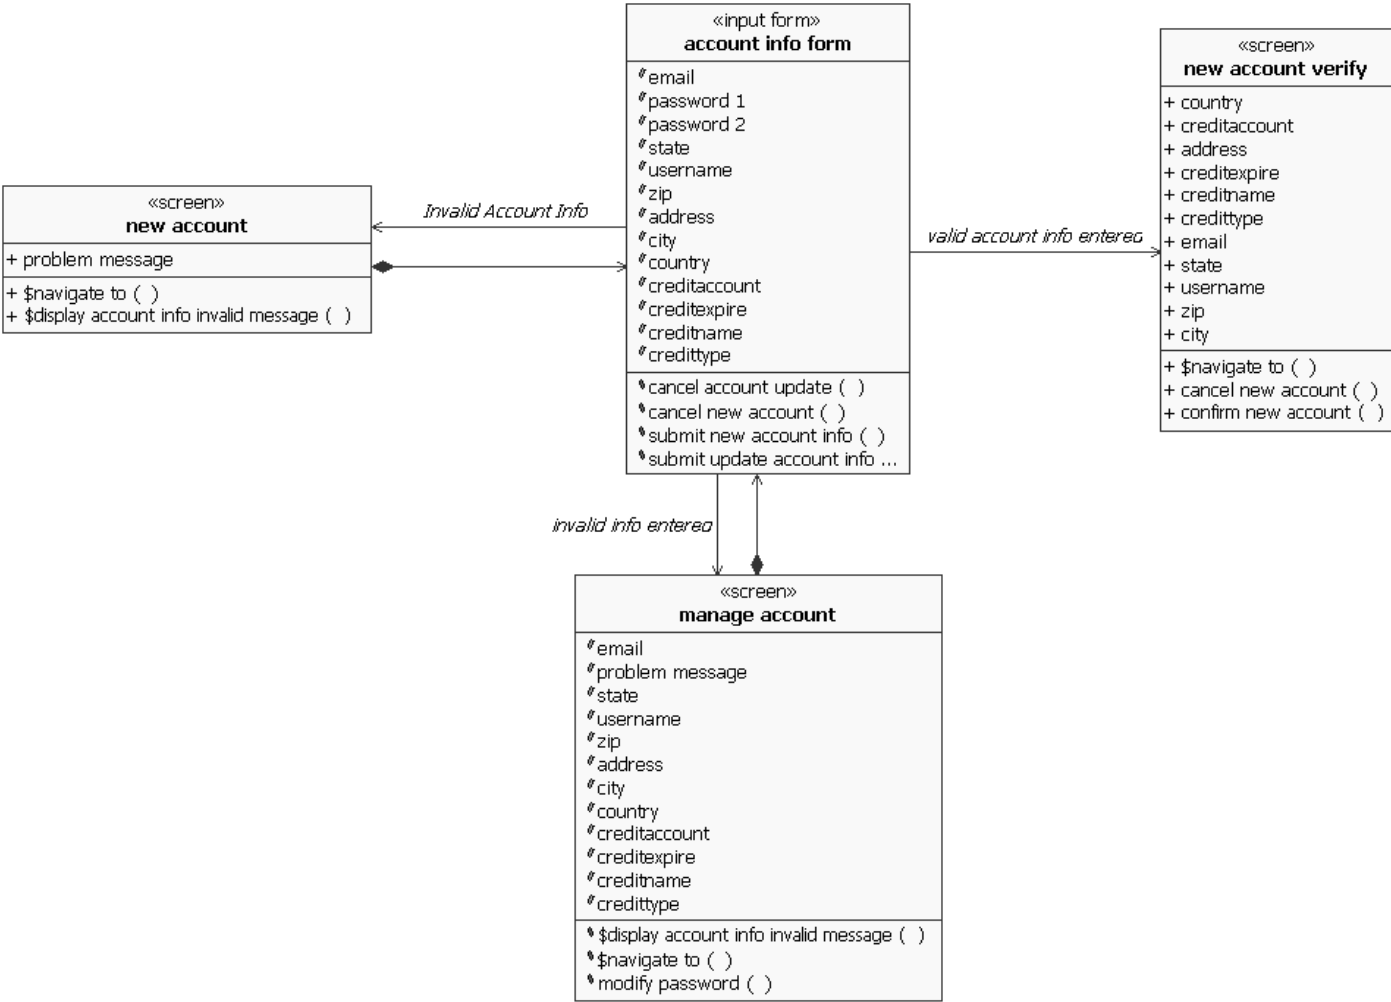 «input form»
account info form
email
password 1
password 2
state
username
zip
address
city
country
creditaccount
creditexpire
creditname
credittype
cancel account update ( )
cancel new account ( )
submit new account info ( )
submit update account info ...
«screen»
new account verify
+ country
+ creditaccount
+ address
+ creditexpire
+ creditname
+ credittype
+ email
+ state
+ username
+ zip
+ city
+ $navigate to ( )
+ cancel new account ( )
+ confirm new account ( )
«screen»
new account
+ problem message
+ $navigate to ( )
+ $display account info invalid message ( )
Invalid Account Info
valid account info entered
invalid info entered
«screen»
manage account
email
problem message
state
username
zip
address
city
country
creditaccount
creditexpire
creditname
credittype
$display account info invalid message ( )
$navigate to ( )
modify password ( )